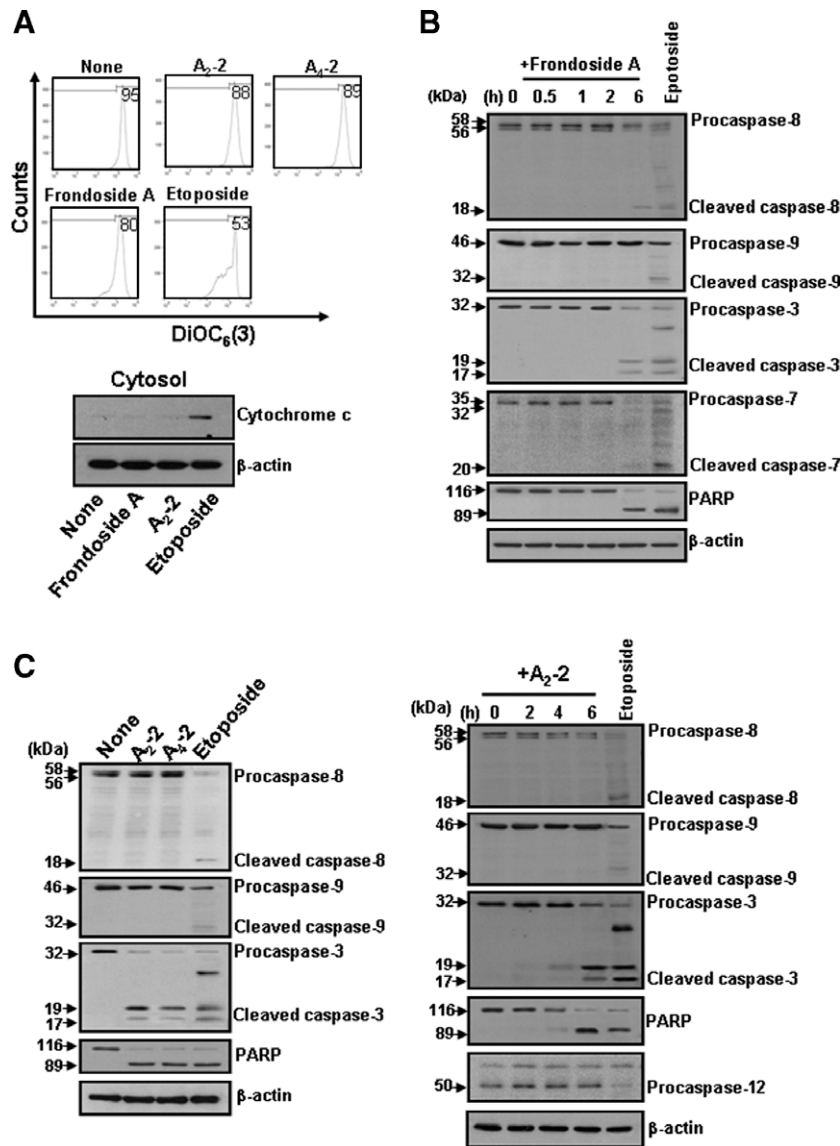 A
None
A2-2
A4-2
95
88
89
Frondoside A
Etoposide
80
53
Counts
DiOC6(3)
Cytosol
Cytochrome c
β-actin
None
Frondoside A
A2-2
Etoposide
B
+Frondoside A
Epotoside
(kDa) (h) 0 0.5 1 2 6
58 Procaspase-8
56
18 Cleaved caspase-8
46 Procaspase-9
32 Cleaved caspase-9
32 Procaspase-3
19 Cleaved caspase-3
17
35 Procaspase-7
32
20 Cleaved caspase-7
116 PARP
89
β-actin
C
None A2-2 A4-2 Etoposide
(kDa)
58 Procaspase-8
56
18 Cleaved caspase-8
46 Procaspase-9
32 Cleaved caspase-9
32 Procaspase-3
19 Cleaved caspase-3
17
116 PARP
89
β-actin
+A2-2
Etoposide
(kDa) (h) 0 2 4 6
58 Procaspase-8
56
18 Cleaved caspase-8
46 Procaspase-9
32 Cleaved caspase-9
32 Procaspase-3
19 Cleaved caspase-3
17
116 PARP
89
50 Procaspase-12
β-actin